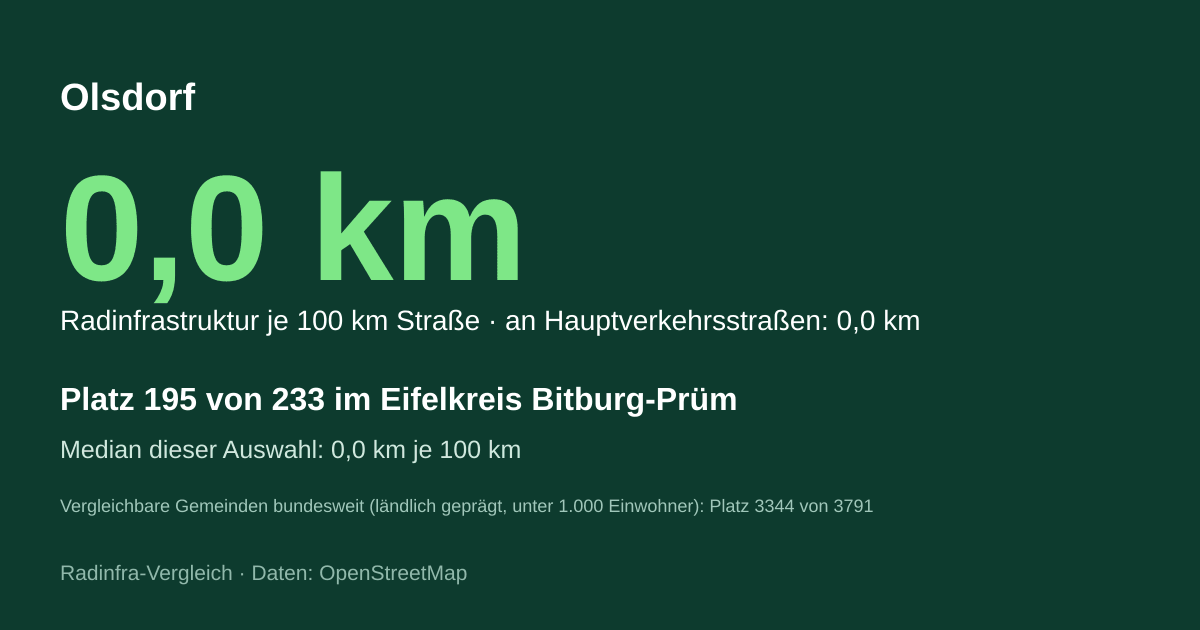 Olsdorf
0,0 km
Radinfrastruktur je 100 km Straße · an Hauptverkehrsstraßen: 0,0 km
Platz 195 von 233 im Eifelkreis Bitburg-Prüm
Median dieser Auswahl: 0,0 km je 100 km
Vergleichbare Gemeinden bundesweit (ländlich geprägt, unter 1.000 Einwohner): Platz 3344 von 3791
Radinfra-Vergleich · Daten: OpenStreetMap